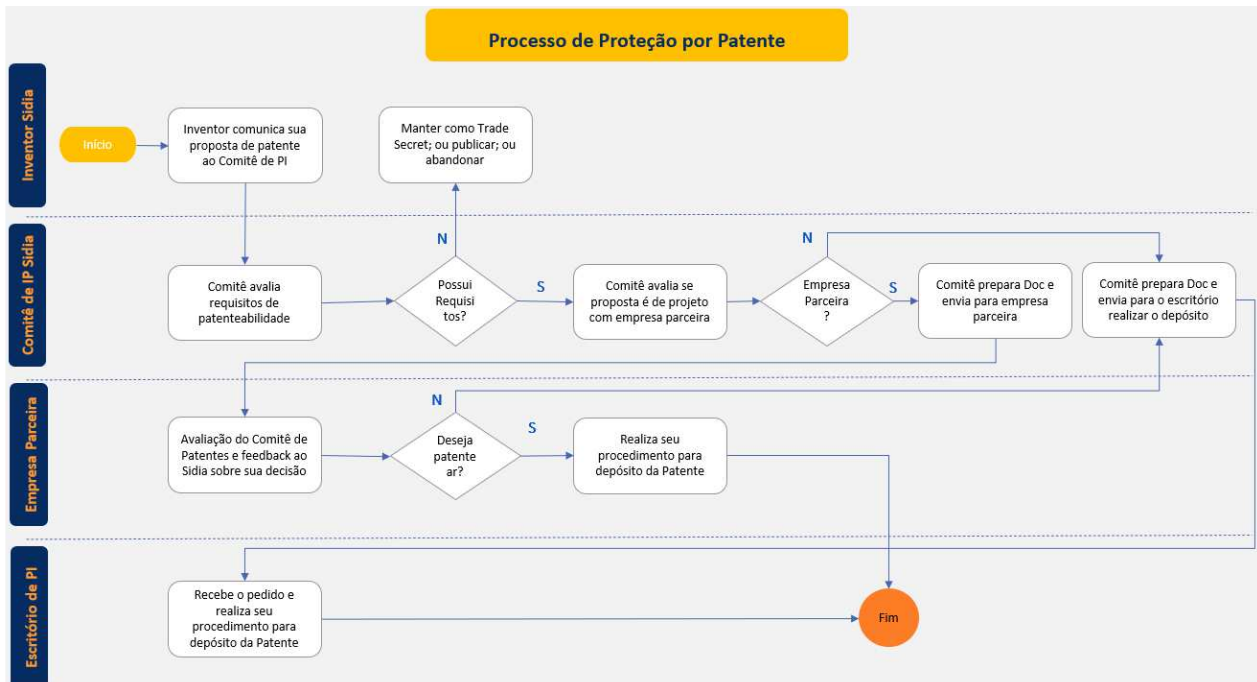 Processo de Proteção por Patente
Inventor Sidia
Início
Inventor comunica sua
proposta de patente
ao Comitê de PI
Manter como Trade
Secret; ou publicar; ou
abandonar
Comitê de IP Sidia
Comitê avalia
requisitos de
patenteabilidade
Possui
Requisi
tos?
N
S
Comitê avalia se
proposta é de projeto
com empresa parceira
Empresa
Parceira
?
N
S
Comitê prepara Doc e
envia para empresa
parceira
Comitê prepara Doc e
envia para o escritório
realizar o depósito
Empresa Parceira
Avaliação do Comitê de
Patentes e feedback ao
Sidia sobre sua decisão
Deseja
patente
ar?
N
S
Realiza seu
procedimento para
depósito da Patente
Escritório de PI
Recebe o pedido e
realiza seu
procedimento para
depósito da Patente
Fim